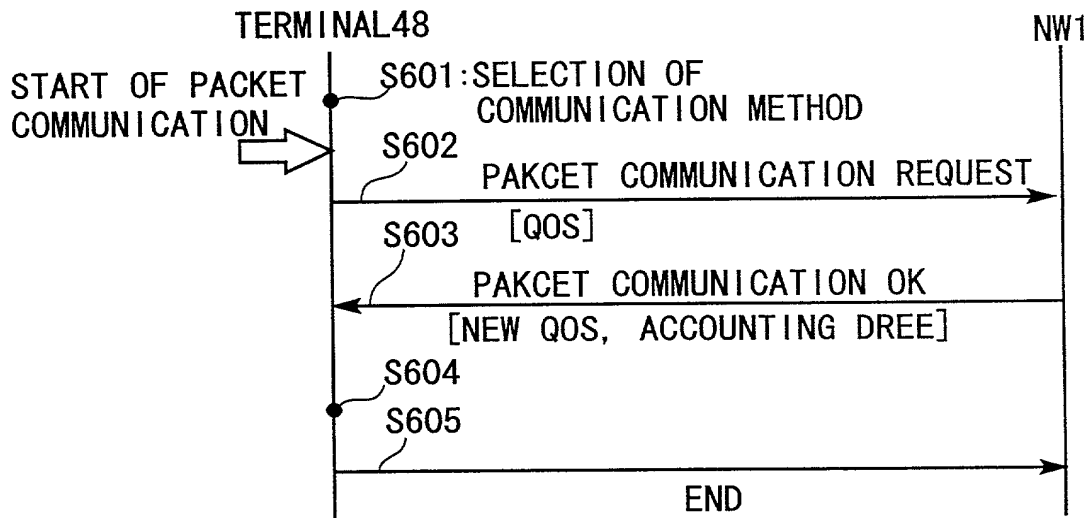 TERMINAL48
NW1
START OF PACKET
COMMUNICATION
S601:SELECTION OF
COMMUNICATION METHOD
S602
PAKCET COMMUNICATION REQUEST
[QOS]
S603
PAKCET COMMUNICATION OK
[NEW QOS, ACCOUNTING DREE]
S604
S605
END